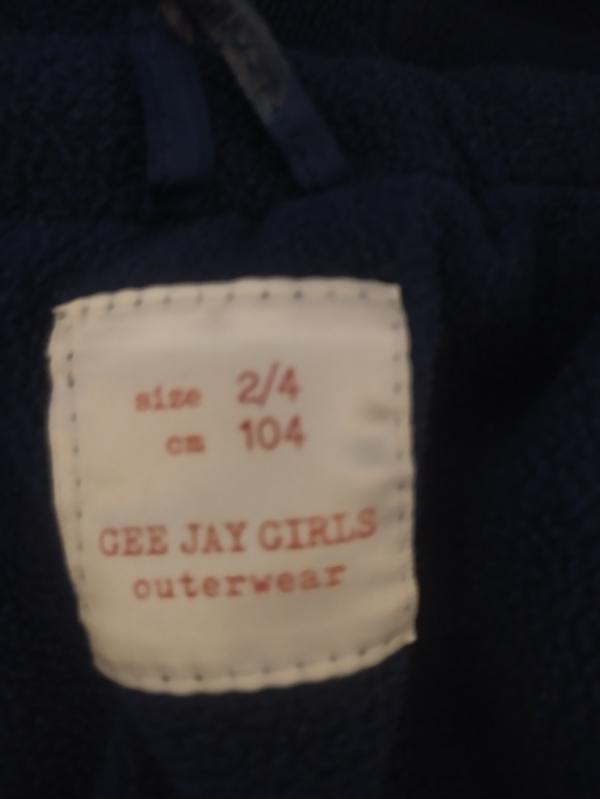 size 2/4
cm 104
GEE JAY GIRLS
outerwear